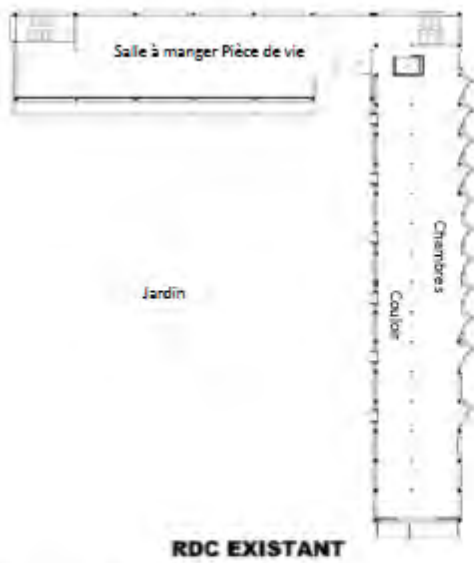 Salle à manger Pièce de vie
Chambres
Jardin
Couloir
RDC EXISTANT